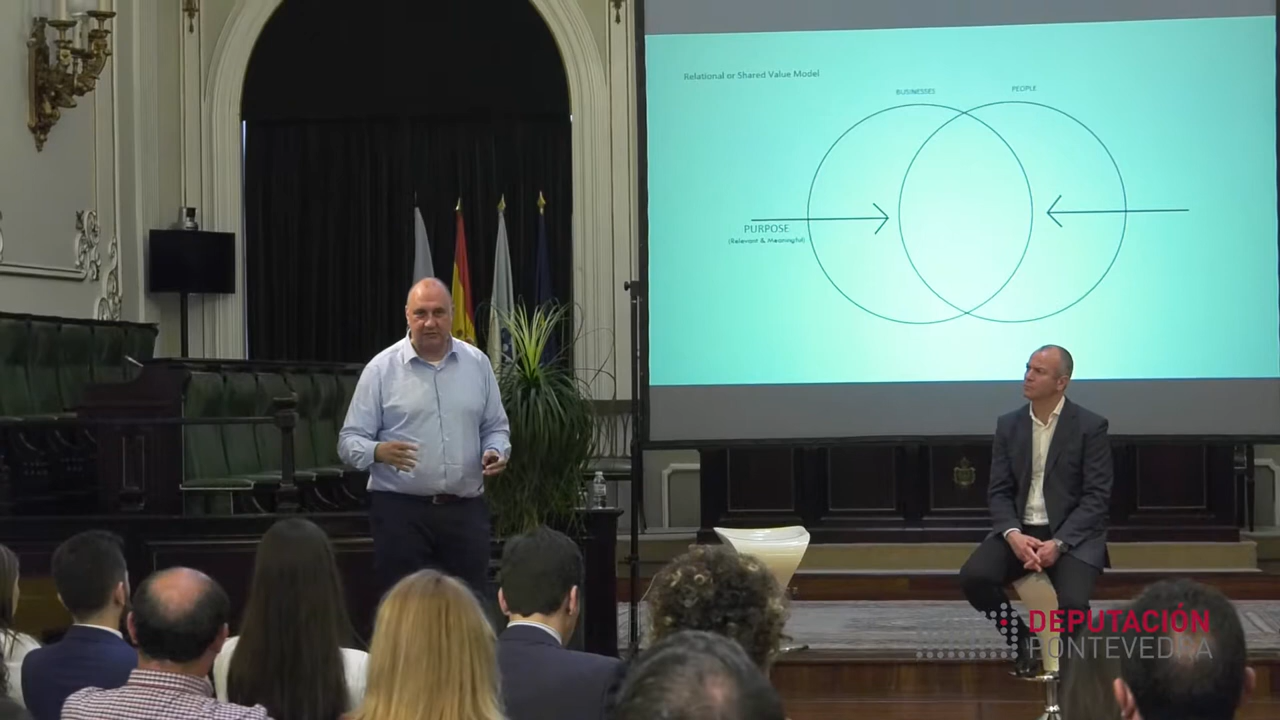 Relational or Shared Value Model
BUSINESSES
PEOPLE
PURPOSE
(Relevant & Meaningful)
DEPUTACIÓN
PONTEVEDRA